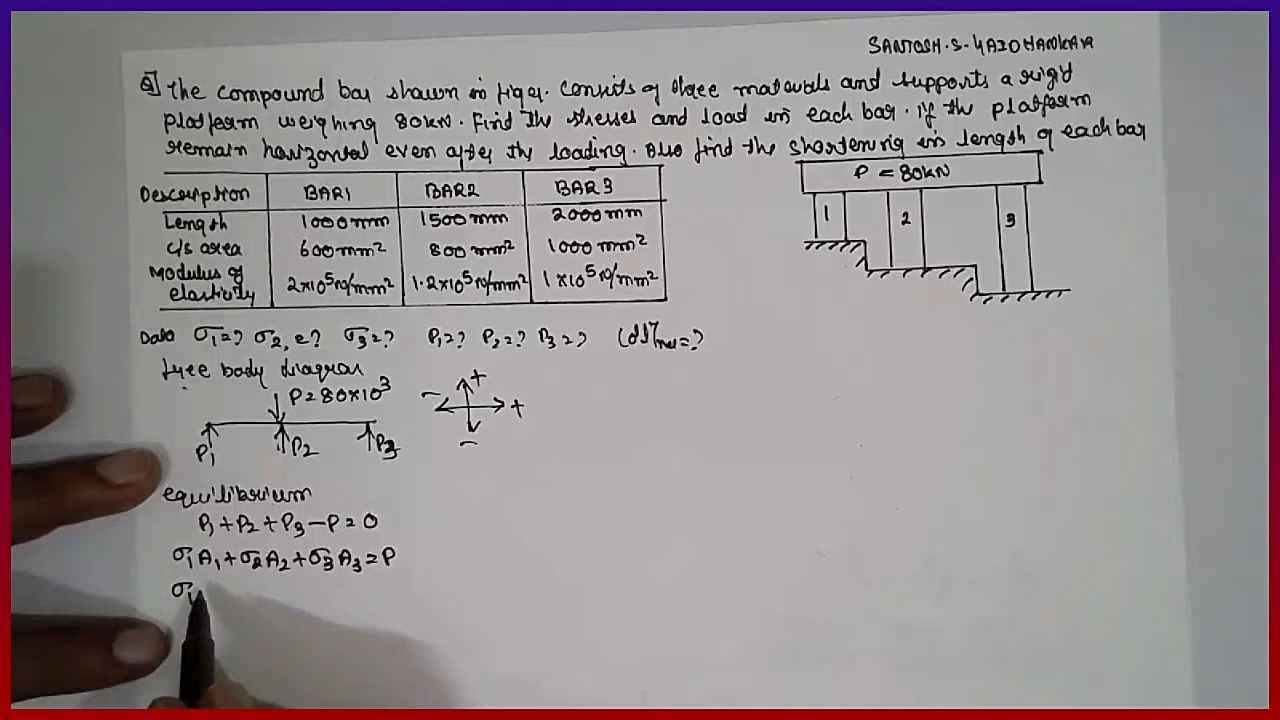 SANTOSH.S.
Q] The compound bar shawn in figer. consists of three materials and supports a rigid
platform weighing 80kN. Find the stresses and load in each bar. If the platform
remain horizontal even after the loading. Also find the shortening in length of each bar
P = 80kN
1
2
3
Description BAR1 BAR2 BAR3
Length 1000mm 1500mm 2000mm
c/s area 600mm² 800mm² 1000mm²
Modulus of elasticity 2×10⁵N/mm² 1.2×10⁵N/mm² 1×10⁵N/mm²
Data σ₁=? σ₂=? σ₃=? P₁=? P₂=? P₃=?
free body diagram
P=80×10³
P₁ P₂ P₃
+
-
+
-
equilibrium
P₁+P₂+P₃-P=0
σ₁A₁+σ₂A₂+σ₃A₃=P
σ₁